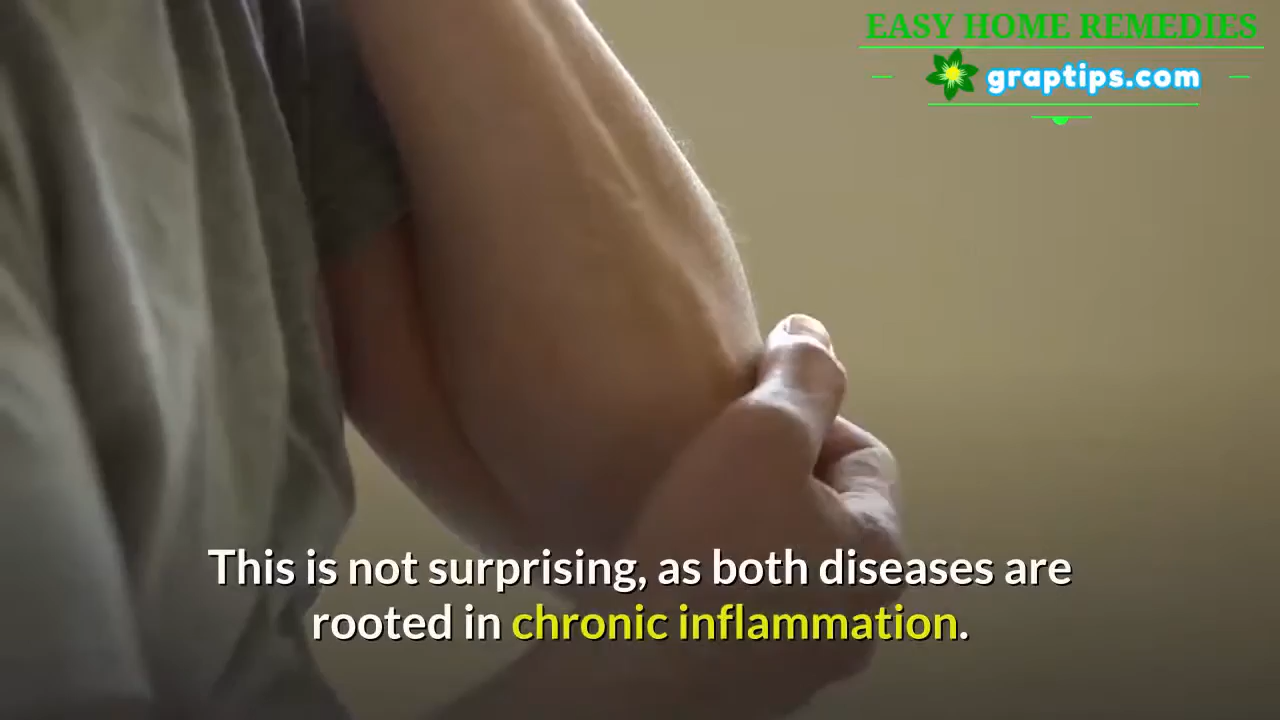 EASY HOME REMEDIES
graptips.com
This is not surprising, as both diseases are
rooted in chronic inflammation.